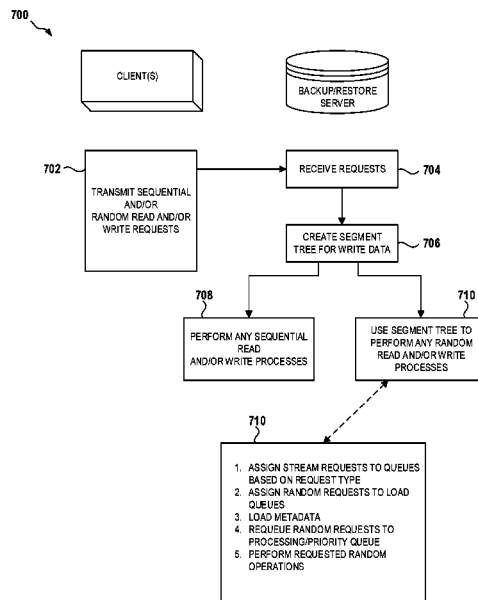 700
CLIENT(S)
BACKUP/RESTORE
SERVER
702
TRANSMIT SEQUENTIAL
AND/OR
RANDOM READ AND/OR
WRITE REQUESTS
RECEIVE REQUESTS
704
CREATE SEGMENT
TREE FOR WRITE DATA
706
708
PERFORM ANY SEQUENTIAL
READ
AND/OR WRITE PROCESSES
710
USE SEGMENT TREE TO
PERFORM ANY RANDOM
READ AND/OR WRITE
PROCESSES
710
1. ASSIGN STREAM REQUESTS TO QUEUES
BASED ON REQUEST TYPE
2. ASSIGN RANDOM REQUESTS TO LOAD
QUEUES
3. LOAD METADATA
4. REQUEUE RANDOM REQUESTS TO
PROCESSING/PRIORITY QUEUE
5. PERFORM REQUESTED RANDOM
OPERATIONS